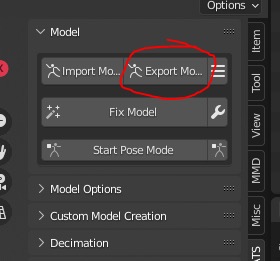 Options
Model
Import Mo... Export Mo...
Fix Model
Start Pose Mode
Model Options
Custom Model Creation
Decimation
Item
Tool
View
MMD
Misc
ATS